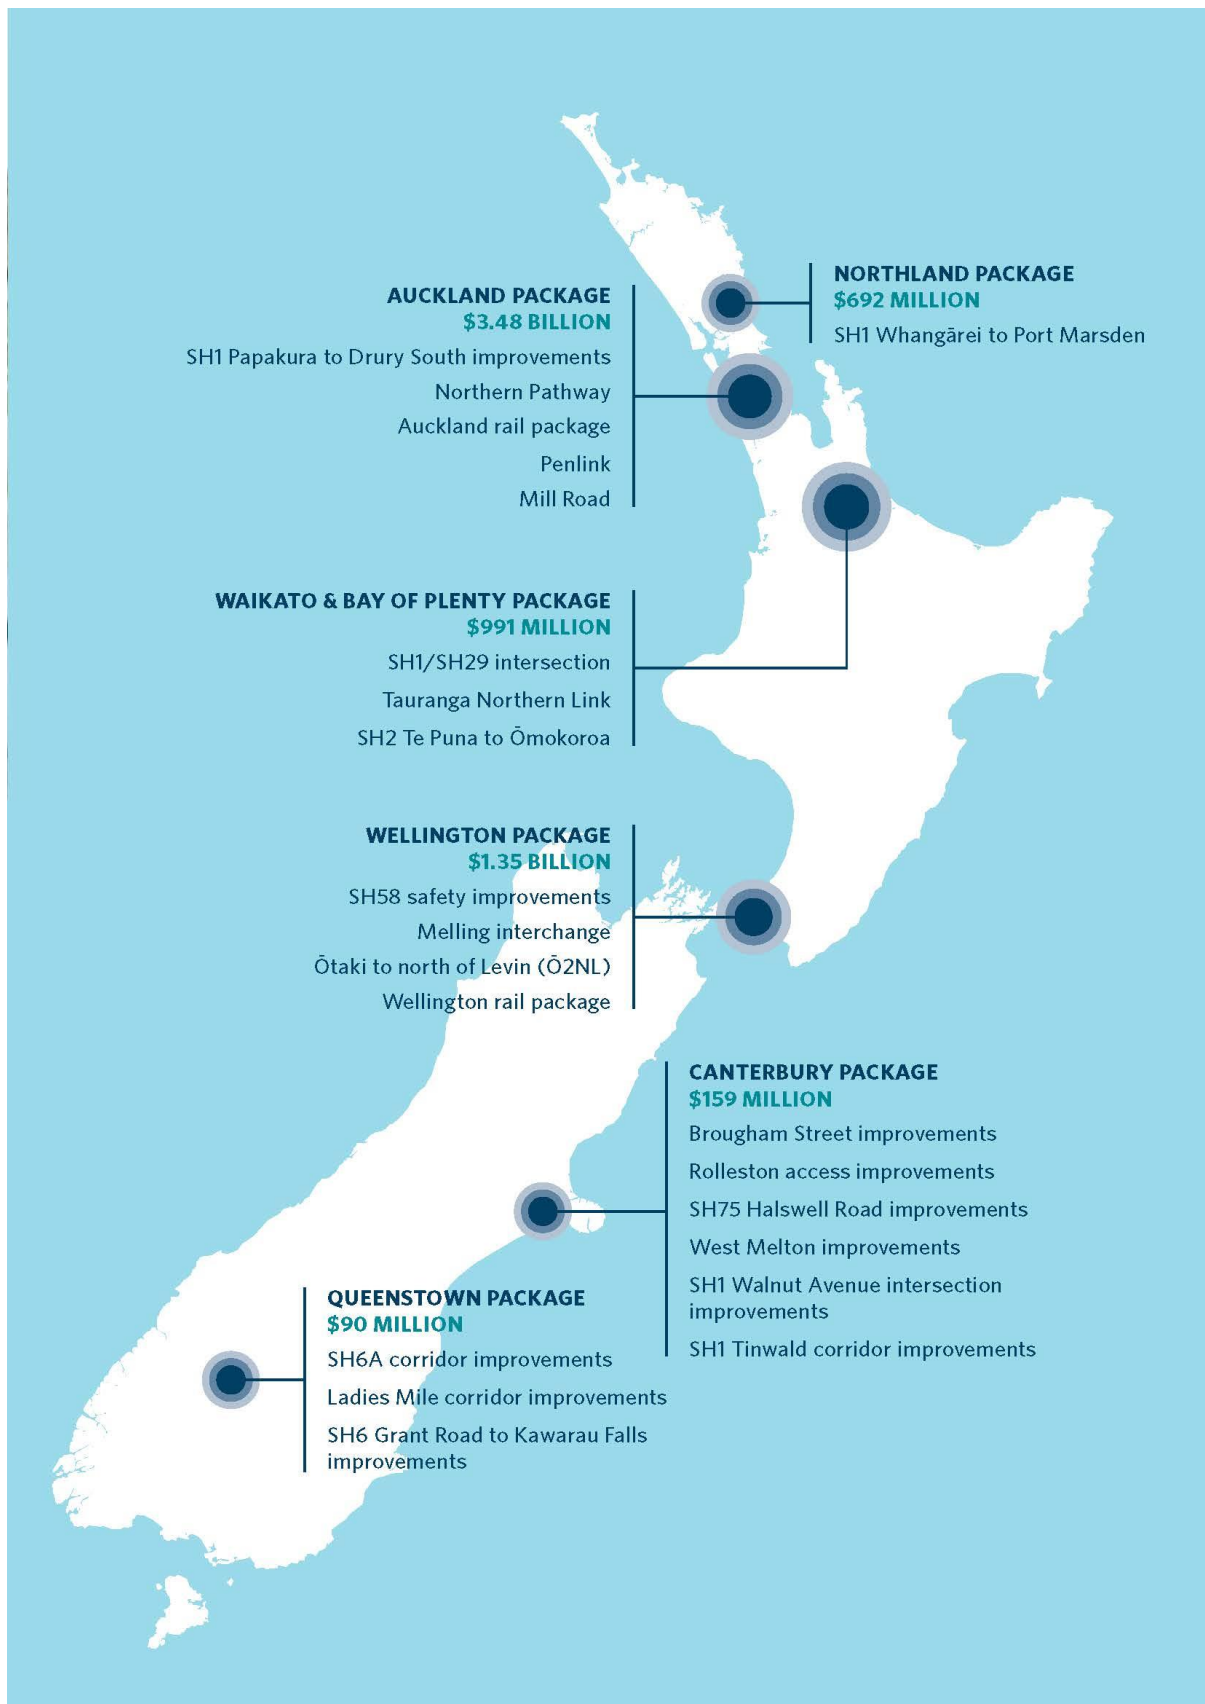 NORTHLAND PACKAGE
$692 MILLION
SH1 Whangārei to Port Marsden
AUCKLAND PACKAGE
$3.48 BILLION
SH1 Papakura to Drury South improvements
Northern Pathway
Auckland rail package
Penlink
Mill Road
WAIKATO & BAY OF PLENTY PACKAGE
$991 MILLION
SH1/SH29 intersection
Tauranga Northern Link
SH2 Te Puna to Ōmokoroa
WELLINGTON PACKAGE
$1.35 BILLION
SH58 safety improvements
Melling interchange
Ōtaki to north of Levin (Ō2NL)
Wellington rail package
CANTERBURY PACKAGE
$159 MILLION
Brougham Street improvements
Rolleston access improvements
SH75 Halswell Road improvements
West Melton improvements
SH1 Walnut Avenue intersection
improvements
SH1 Tinwald corridor improvements
QUEENSTOWN PACKAGE
$90 MILLION
SH6A corridor improvements
Ladies Mile corridor improvements
SH6 Grant Road to Kawarau Falls
improvements